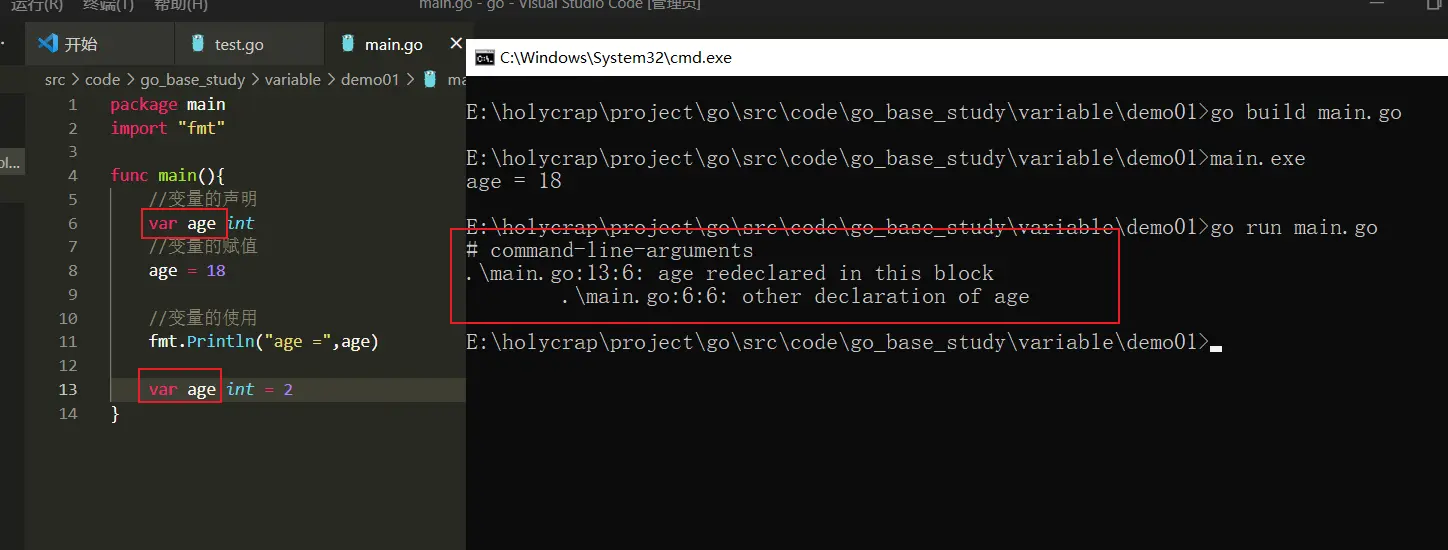 运行(R) 终端(T) 帮助(H) main.go - go - Visual Studio Code [管理员]
开始 test.go main.go
C:\Windows\System32\cmd.exe
src > code > go_base_study > variable > demo01 >
1 package main
2 import "fmt"
3
4 func main(){
5 //变量的声明
6 var age int
7 //变量的赋值
8 age = 18
9
10 //变量的使用
11 fmt.Println("age =",age)
12
13 var age int = 2
14 }
E:\holycrap\project\go\src\code\go_base_study\variable\demo01>go build main.go
E:\holycrap\project\go\src\code\go_base_study\variable\demo01>main.exe
age = 18
E:\holycrap\project\go\src\code\go_base_study\variable\demo01>go run main.go
# command-line-arguments
.\main.go:13:6: age redeclared in this block
.\main.go:6:6: other declaration of age
E:\holycrap\project\go\src\code\go_base_study\variable\demo01>